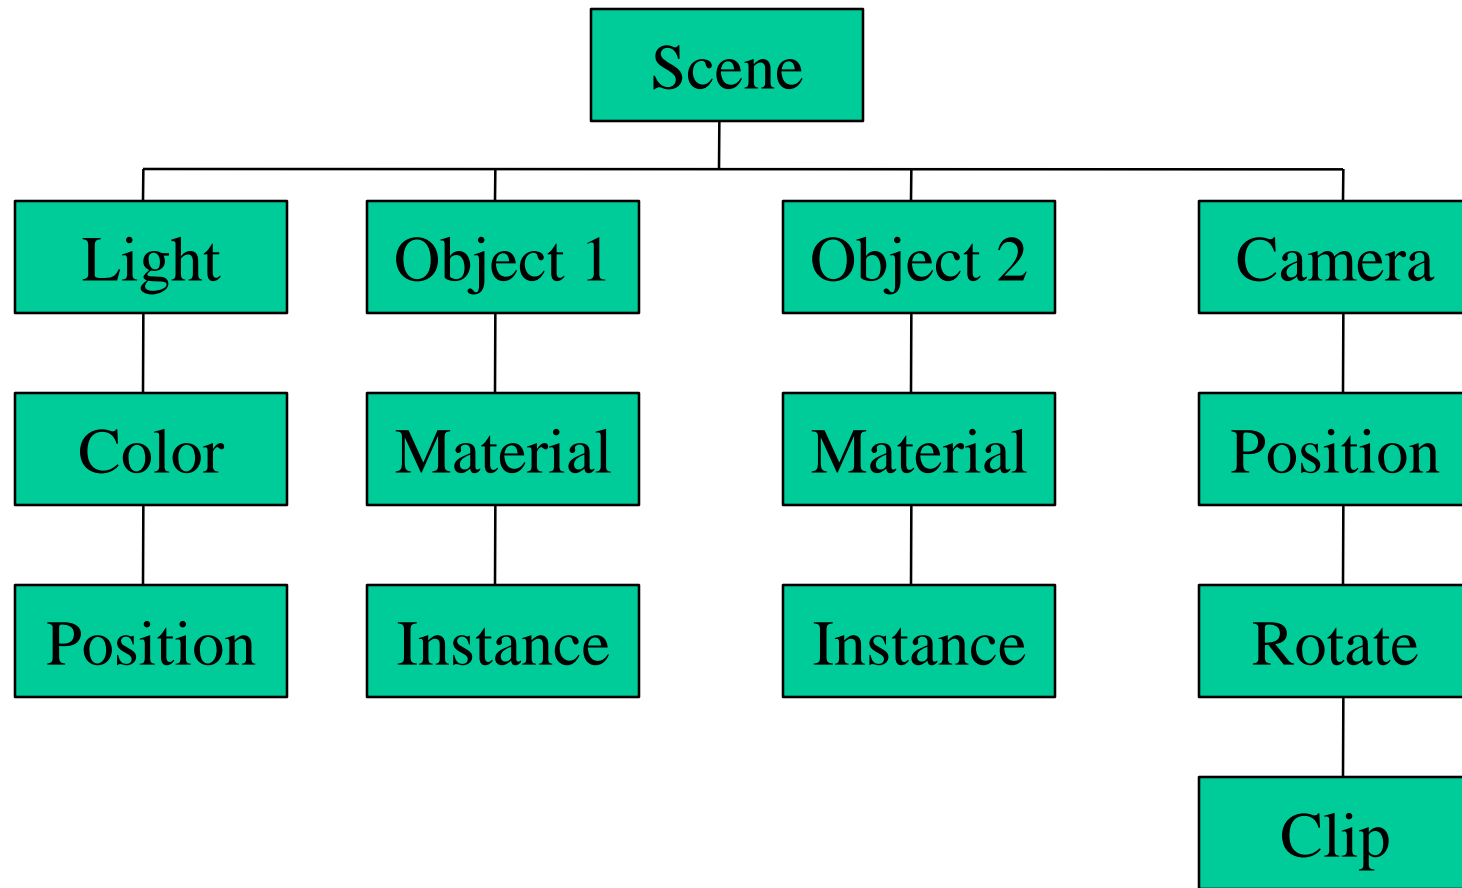 Scene
Light
Object 1
Object 2
Camera
Color
Material
Material
Position
Position
Instance
Instance
Rotate
Clip